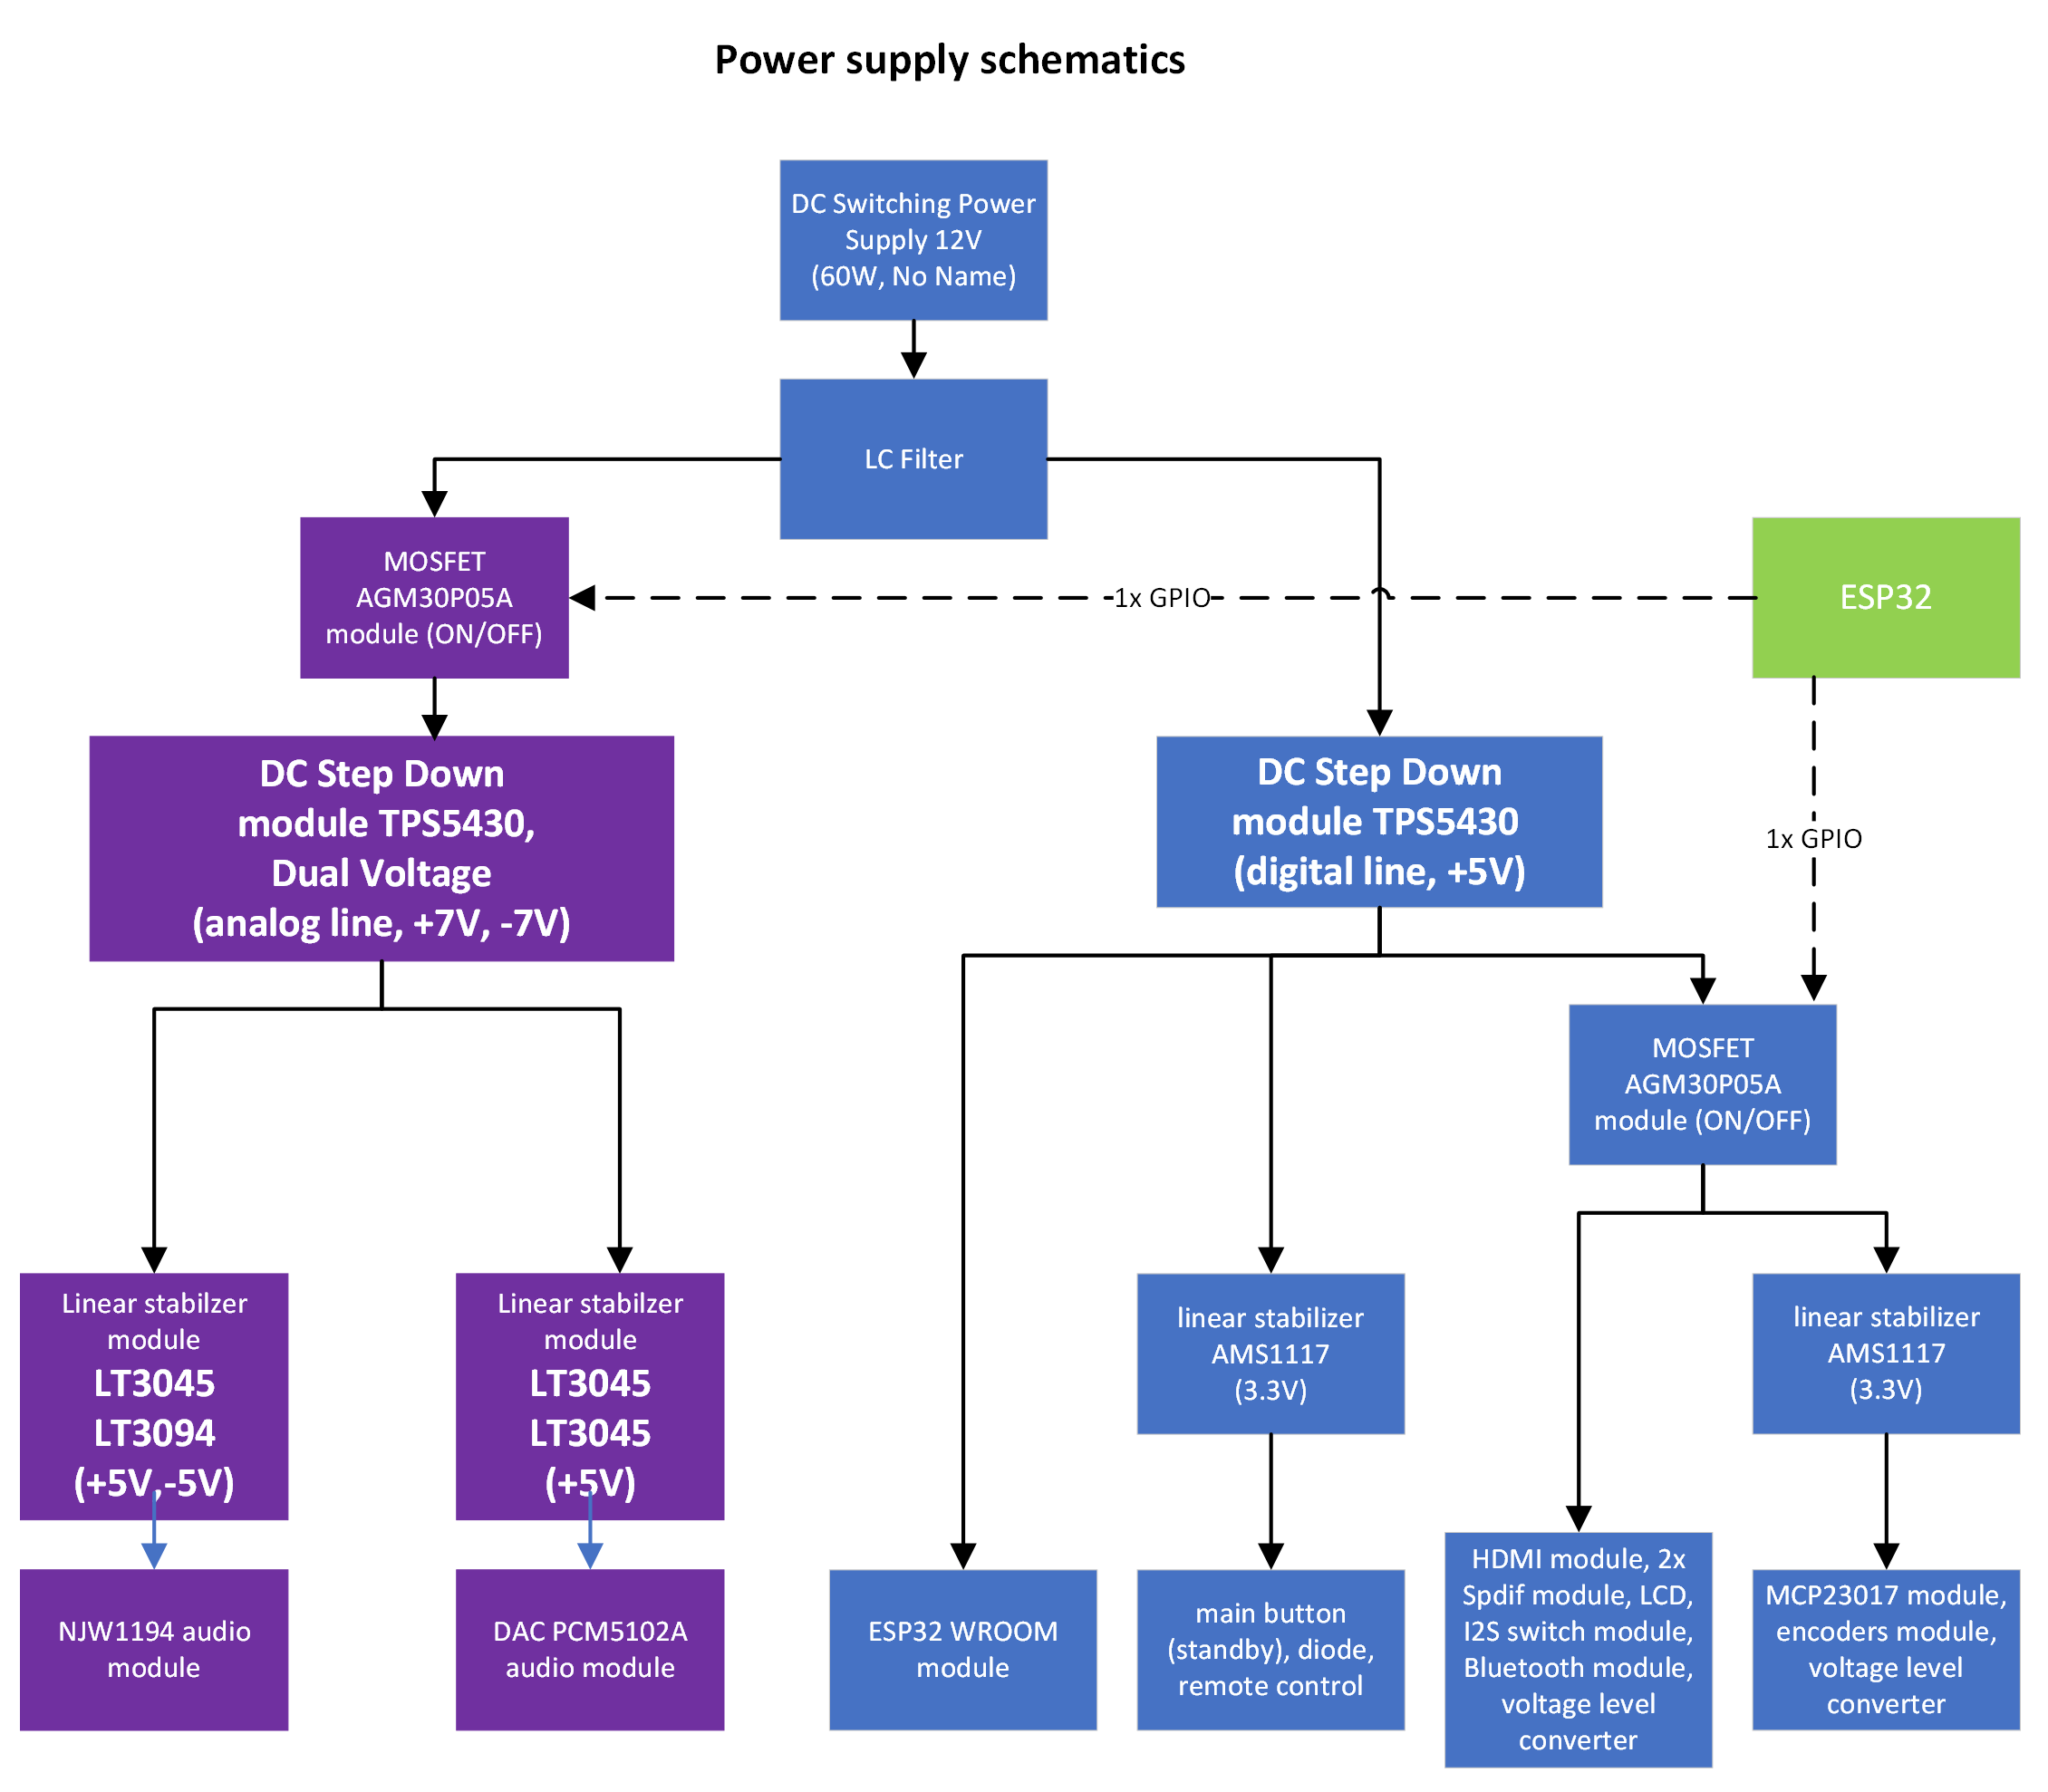 Power supply schematics
DC Switching Power
Supply 12V
(60W, No Name)
LC Filter
MOSFET
AGM30P05A
module (ON/OFF)
1x GPIO
ESP32
DC Step Down
module TPS5430,
Dual Voltage
(analog line, +7V, -7V)
DC Step Down
module TPS5430
(digital line, +5V)
1x GPIO
MOSFET
AGM30P05A
module (ON/OFF)
Linear stabilzer
module
LT3045
LT3094
(+5V,-5V)
Linear stabilzer
module
LT3045
LT3045
(+5V)
linear stabilizer
AMS1117
(3.3V)
linear stabilizer
AMS1117
(3.3V)
NJW1194 audio
module
DAC PCM5102A
audio module
ESP32 WROOM
module
main button
(standby), diode,
remote control
HDMI module, 2x
Spdif module, LCD,
I2S switch module,
Bluetooth module,
voltage level
converter
MCP23017 module,
encoders module,
voltage level
converter